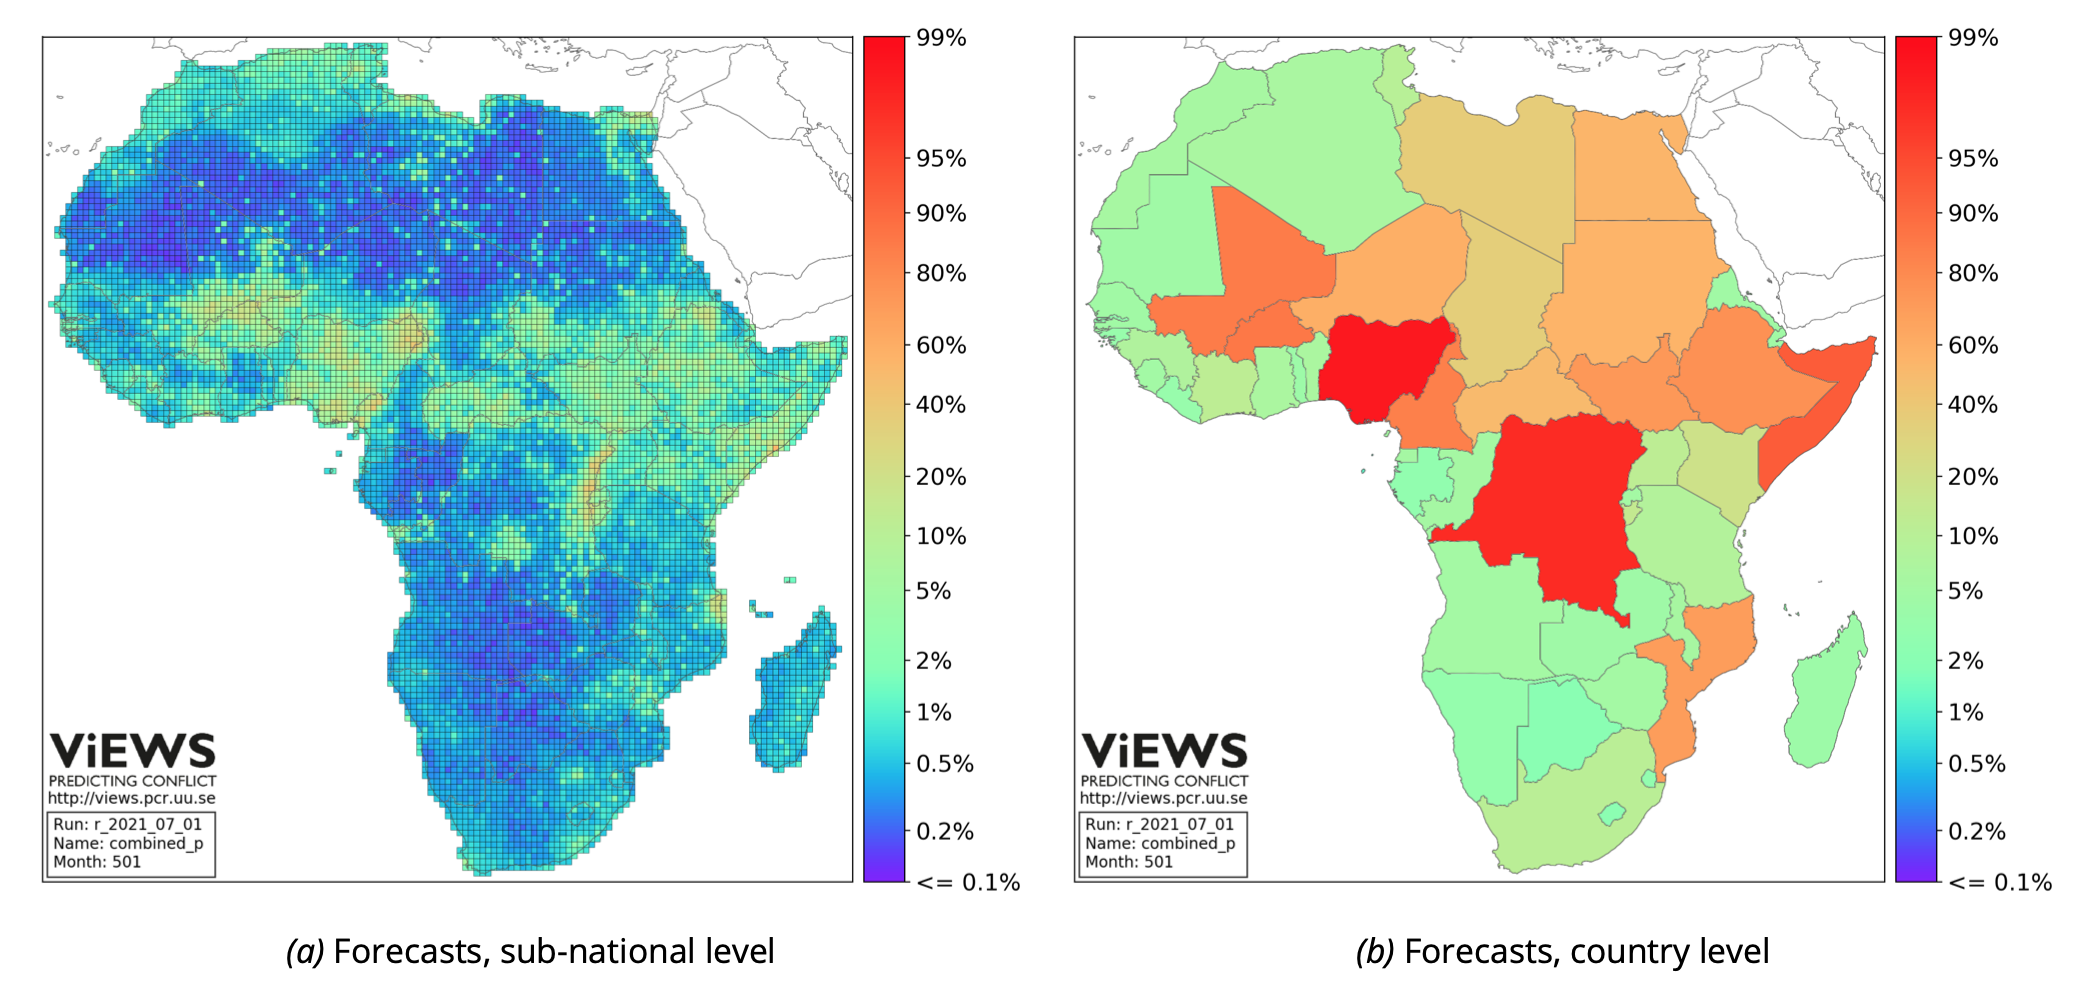 99%
95%
90%
80%
60%
40%
20%
10%
5%
2%
1%
0.5%
0.2%
<= 0.1%
ViEWS
PREDICTING CONFLICT
http://views.pcr.uu.se
Run: r_2021_07_01
Name: combined_p
Month: 501
(a) Forecasts, sub-national level
99%
95%
90%
80%
60%
40%
20%
10%
5%
2%
1%
0.5%
0.2%
<= 0.1%
ViEWS
PREDICTING CONFLICT
http://views.pcr.uu.se
Run: r_2021_07_01
Name: combined_p
Month: 501
(b) Forecasts, country level